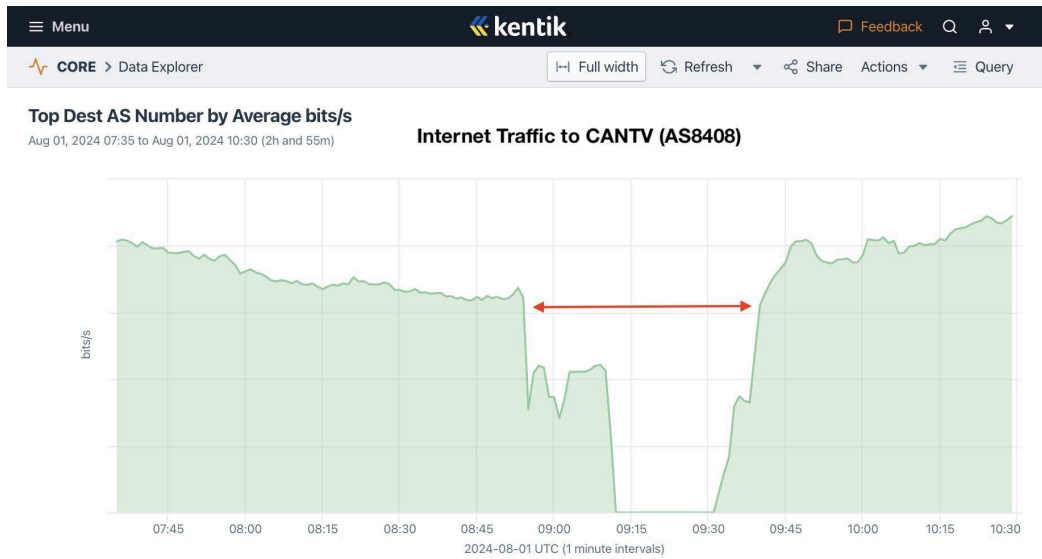 Menu
kentik
Feedback
CORE > Data Explorer
Full width
Refresh
Share
Actions
Query
Top Dest AS Number by Average bits/s
Aug 01, 2024 07:35 to Aug 01, 2024 10:30 (2h and 55m)
Internet Traffic to CANTV (AS8408)
bits/s
07:45 08:00 08:15 08:30 08:45 09:00 09:15 09:30 09:45 10:00 10:15 10:30
2024-08-01 UTC (1 minute intervals)